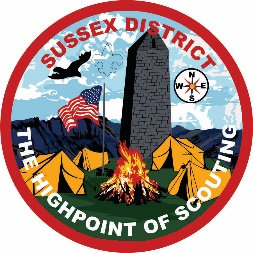 SUSSEX DISTRICT
N
W E
S
THE HIGHPOINT OF SCOUTING